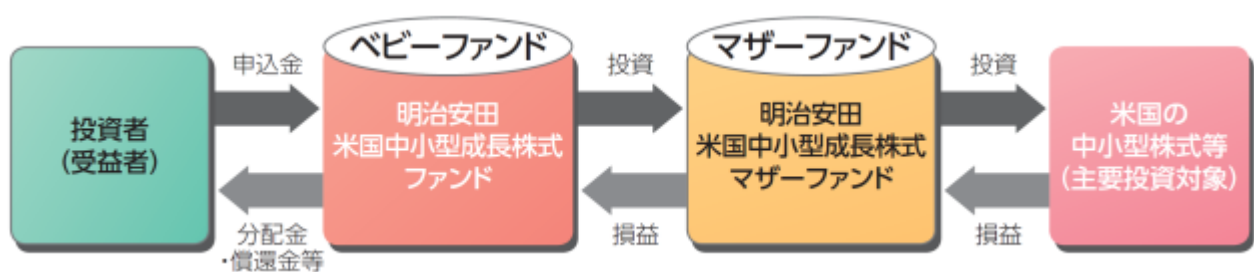 投資者
(受益者)
申込金
分配金
・償還金等
ベビーファンド
明治安田
米国中小型成長株式
ファンド
投資
損益
マザーファンド
明治安田
米国中小型成長株式
マザーファンド
投資
損益
米国の
中小型株式等
(主要投資対象)